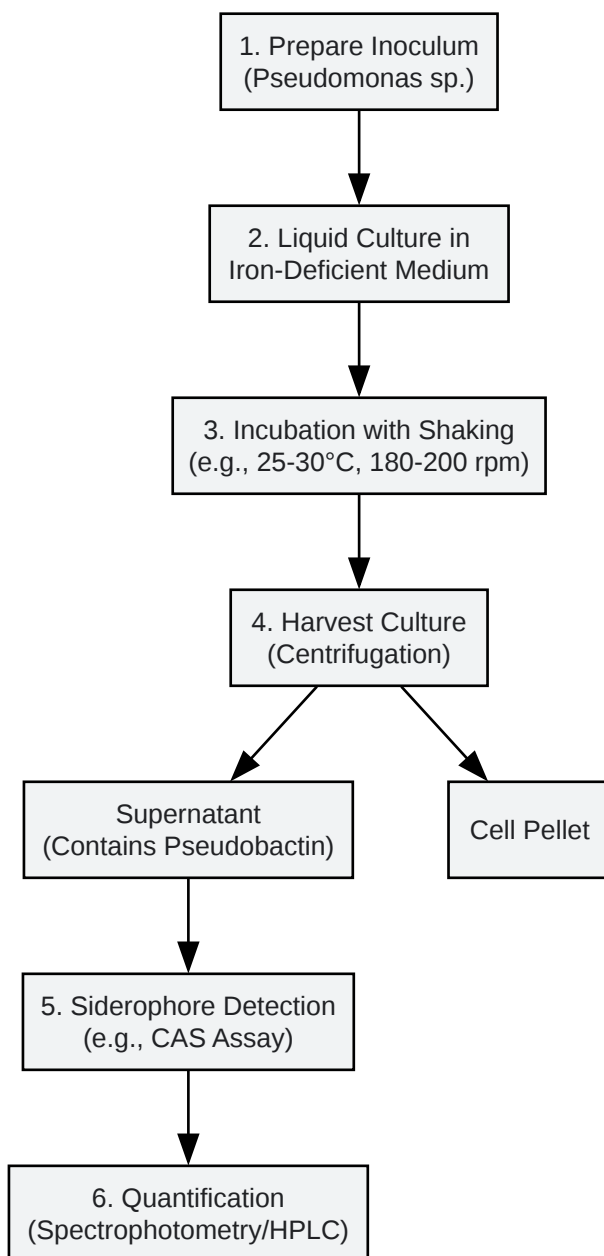 1. Prepare Inoculum
(Pseudomonas sp.)
2. Liquid Culture in
Iron-Deficient Medium
3. Incubation with Shaking
(e.g., 25-30°C, 180-200 rpm)
4. Harvest Culture
(Centrifugation)
Supernatant
(Contains Pseudobactin)
Cell Pellet
5. Siderophore Detection
(e.g., CAS Assay)
6. Quantification
(Spectrophotometry/HPLC)